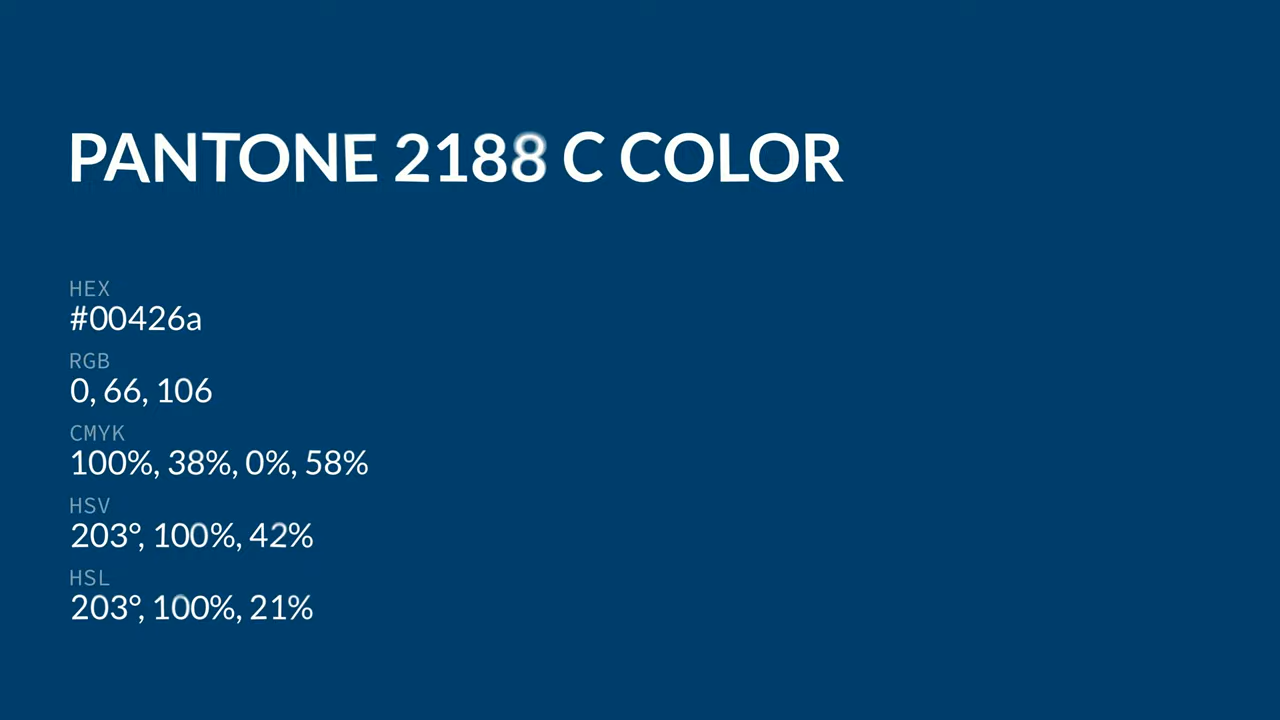 PANTONE 2188 C COLOR
HEX
#00426a
RGB
0, 66, 106
CMYK
100%, 38%, 0%, 58%
HSV
203°, 100%, 42%
HSL
203°, 100%, 21%